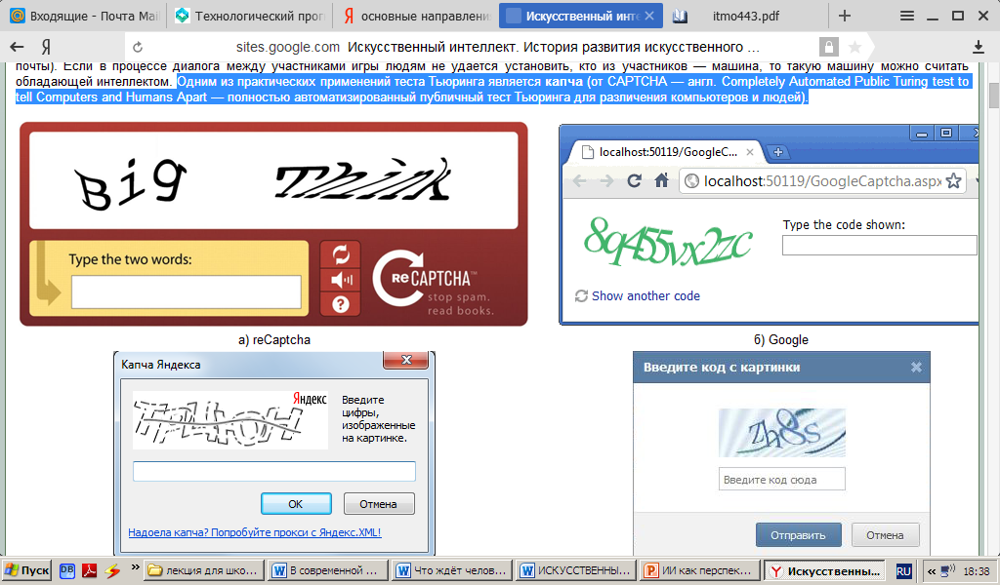 Входящие - Почта Mai
Технологический прог
основные направлени
Искусственный инте
itmo443.pdf
sites.google.com Искусственный интеллект. История развития искусственного ...
почты). Если в процессе диалога между участниками игры людям не удается установить, кто из участников — машина, то такую машину можно считать
обладающей интеллектом. Одним из практических применений теста Тьюринга является капча (от CAPTCHA — англ. Completely Automated Public Turing test to
tell Computers and Humans Apart — полностью автоматизированный публичный тест Тьюринга для различения компьютеров и людей).
Big Think
Type the two words:
reCAPTCHA™
stop spam.
read books.
а) reCaptcha
localhost:50119/GoogleC...
localhost:50119/GoogleCaptcha.aspx
8q455vx2zc
Type the code shown:
Show another code
б) Google
Капча Яндекса
Яндекс
Введите
цифры,
изображенные
на картинке.
OK
Отмена
Надоела капча? Попробуйте прокси с Яндекс.XML!
Введите код с картинки
Zh8s
Введите код сюда
Отправить
Отмена
Пуск
лекция для шко...
В современной ...
Что ждёт челов...
ИСКУССТВЕННЫ...
ИИ как перспек...
Искусственны...
RU
18:38